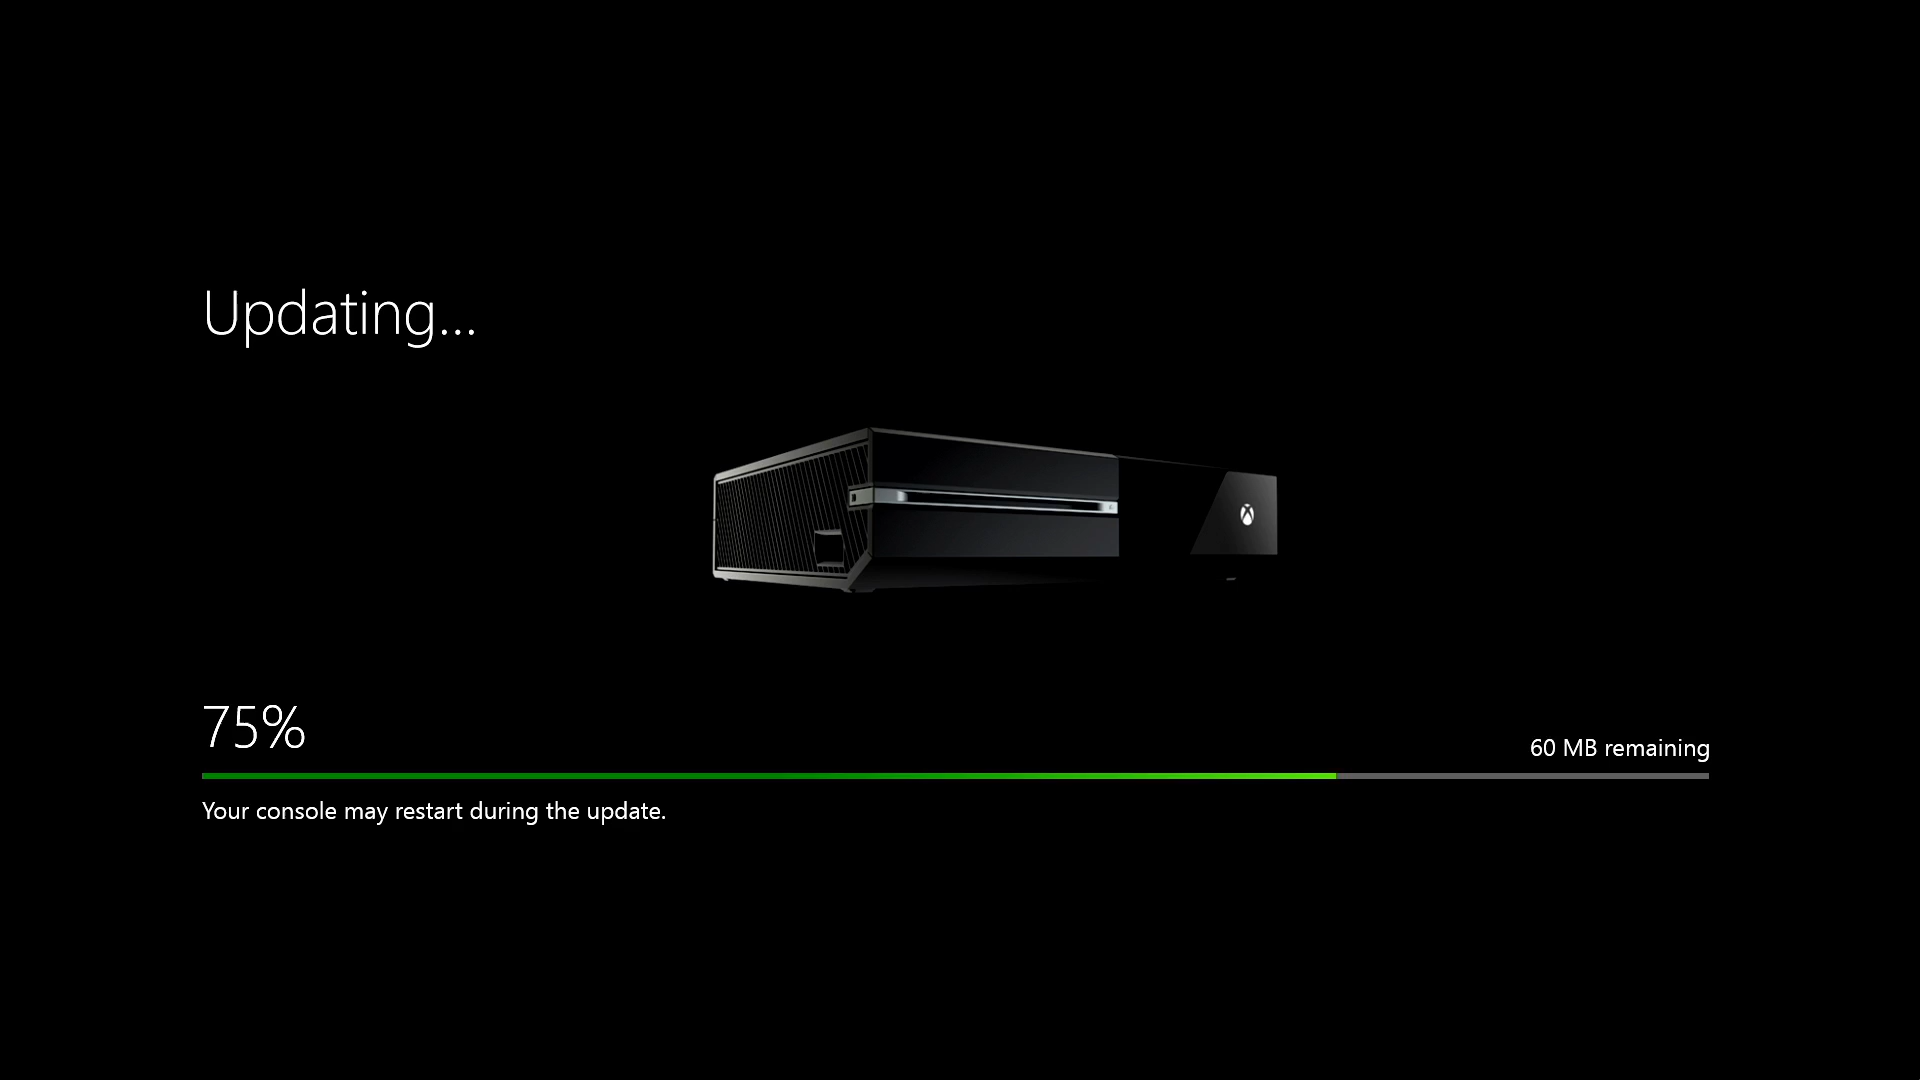 Updating...
75%
60 MB remaining
Your console may restart during the update.